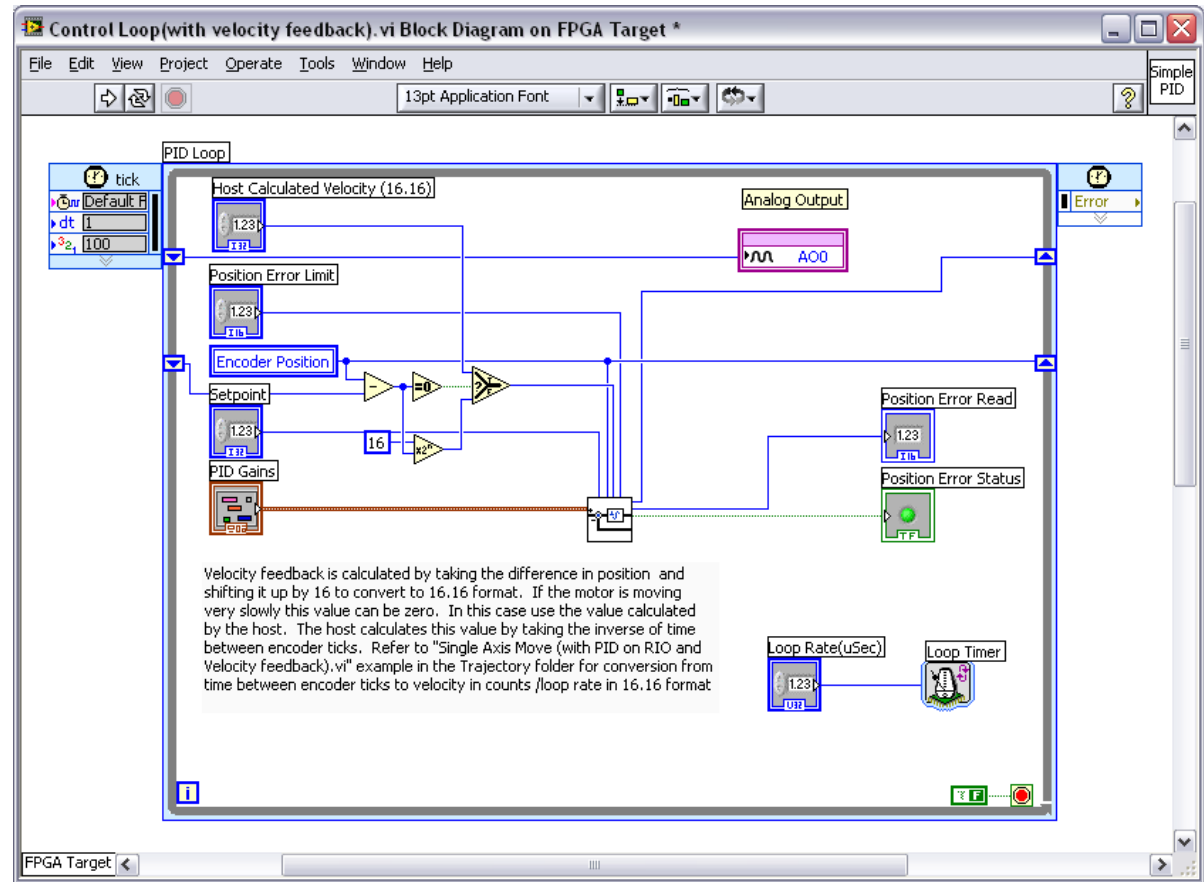 Control Loop(with velocity feedback).vi Block Diagram on FPGA Target *
File Edit View Project Operate Tools Window Help
13pt Application Font
Simple
PID
PID Loop
tick
Default F
dt 1
100
Error
Host Calculated Velocity (16.16)
1.23
I32
Analog Output
AO0
Position Error Limit
1.23
I16
Encoder Position
Setpoint
1.23
I32
=0
?
16
x2ⁿ
PID Gains
Position Error Read
1.23
I16
Position Error Status
TF
Velocity feedback is calculated by taking the difference in position and
shifting it up by 16 to convert to 16.16 format. If the motor is moving
very slowly this value can be zero. In this case use the value calculated
by the host. The host calculates this value by taking the inverse of time
between encoder ticks. Refer to "Single Axis Move (with PID on RIO and
Velocity feedback).vi" example in the Trajectory folder for conversion from
time between encoder ticks to velocity in counts /loop rate in 16.16 format
Loop Rate(uSec)
1.23
U32
Loop Timer
i
F
FPGA Target